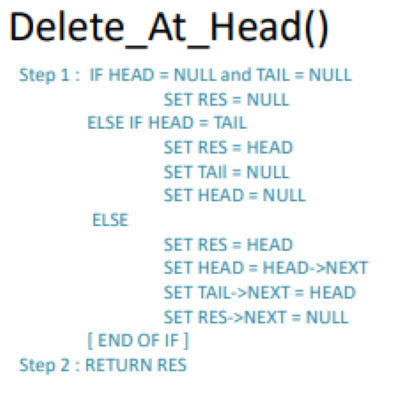 Delete_At_Head()
Step 1 : IF HEAD = NULL and TAIL = NULL
SET RES = NULL
ELSE IF HEAD = TAIL
SET RES = HEAD
SET TAIl = NULL
SET HEAD = NULL
ELSE
SET RES = HEAD
SET HEAD = HEAD->NEXT
SET TAIL->NEXT = HEAD
SET RES->NEXT = NULL
[ END OF IF ]
Step 2 : RETURN RES